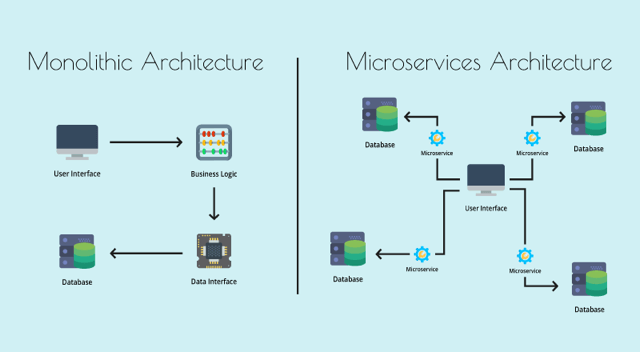 Monolithic Architecture
User Interface
Business Logic
Database
Data Interface
Microservices Architecture
Database
Microservice
Microservice
Database
User Interface
Database
Microservice
Microservice
Database